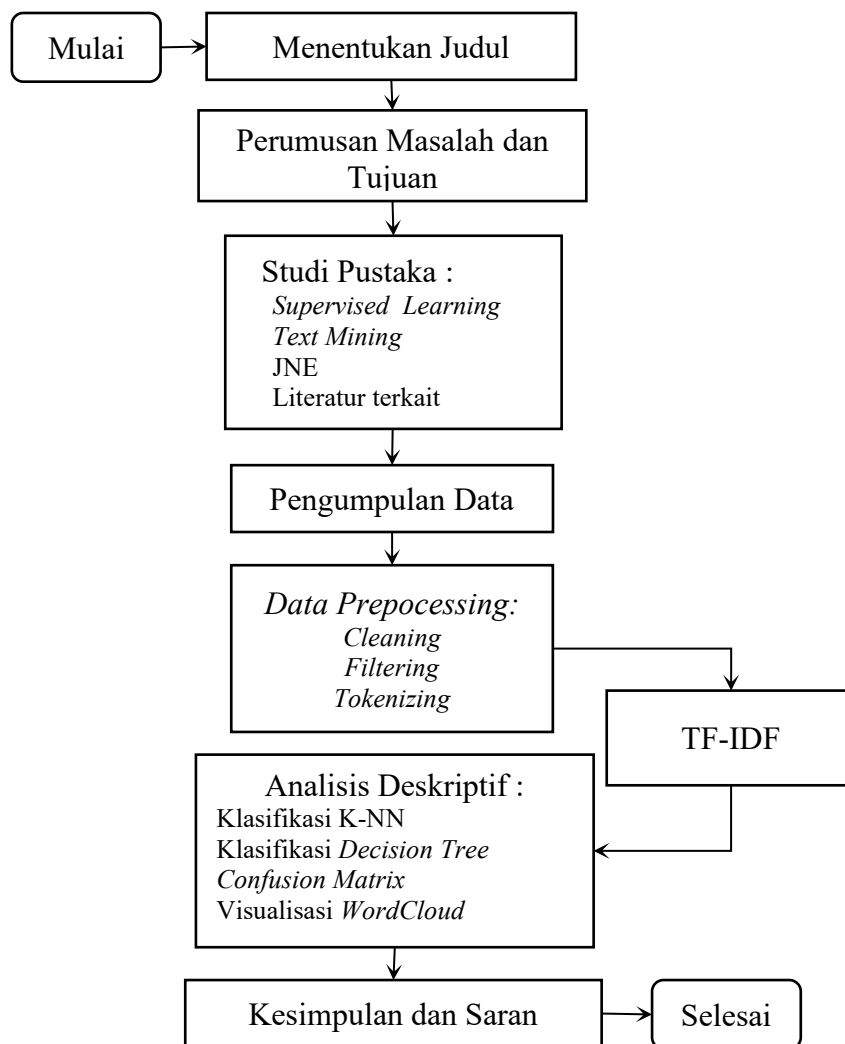 Mulai
Menentukan Judul
Perumusan Masalah dan
Tujuan
Studi Pustaka :
Supervised Learning
Text Mining
JNE
Literatur terkait
Pengumpulan Data
Data Prepocessing:
Cleaning
Filtering
Tokenizing
TF-IDF
Analisis Deskriptif :
Klasifikasi K-NN
Klasifikasi Decision Tree
Confusion Matrix
Visualisasi WordCloud
Kesimpulan dan Saran
Selesai